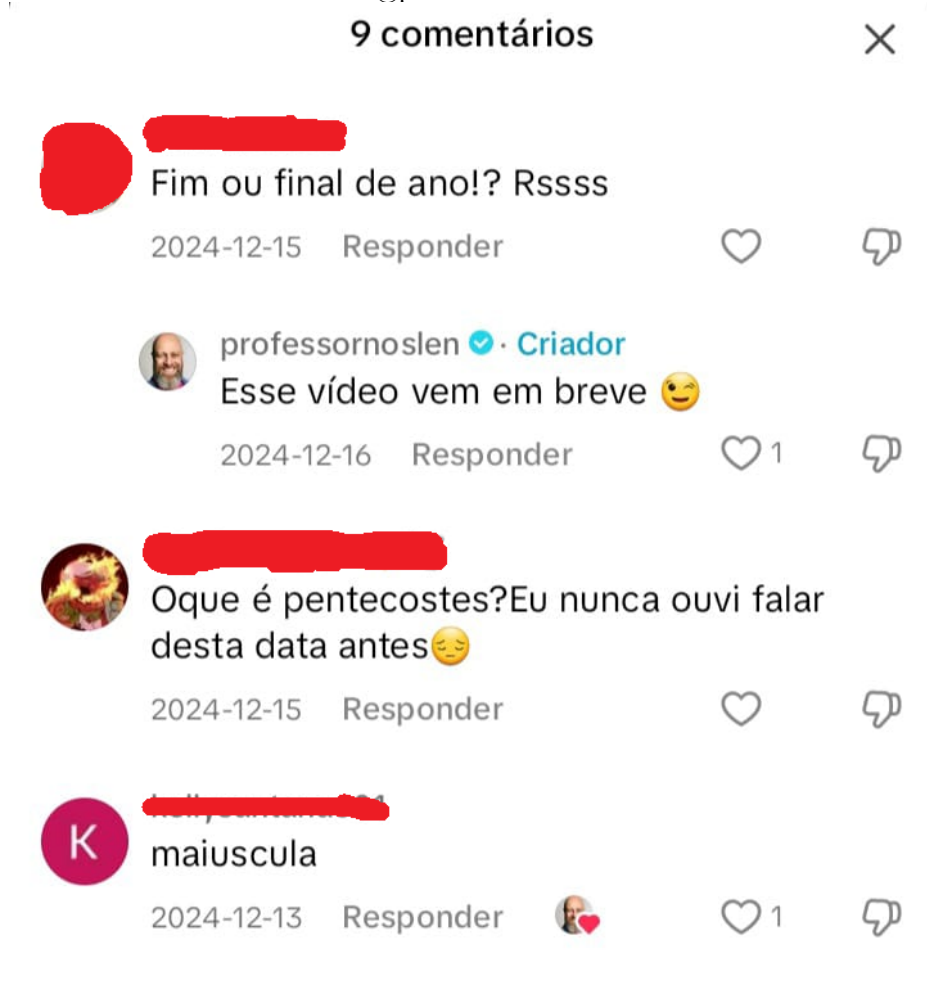 9 comentários
Fim ou final de ano!? Rssss
2024-12-15 Responder
professornoslen · Criador
Esse vídeo vem em breve 😉
2024-12-16 Responder 1
Oque é pentecostes?Eu nunca ouvi falar
desta data antes😔
2024-12-15 Responder
K
maiuscula
2024-12-13 Responder 1